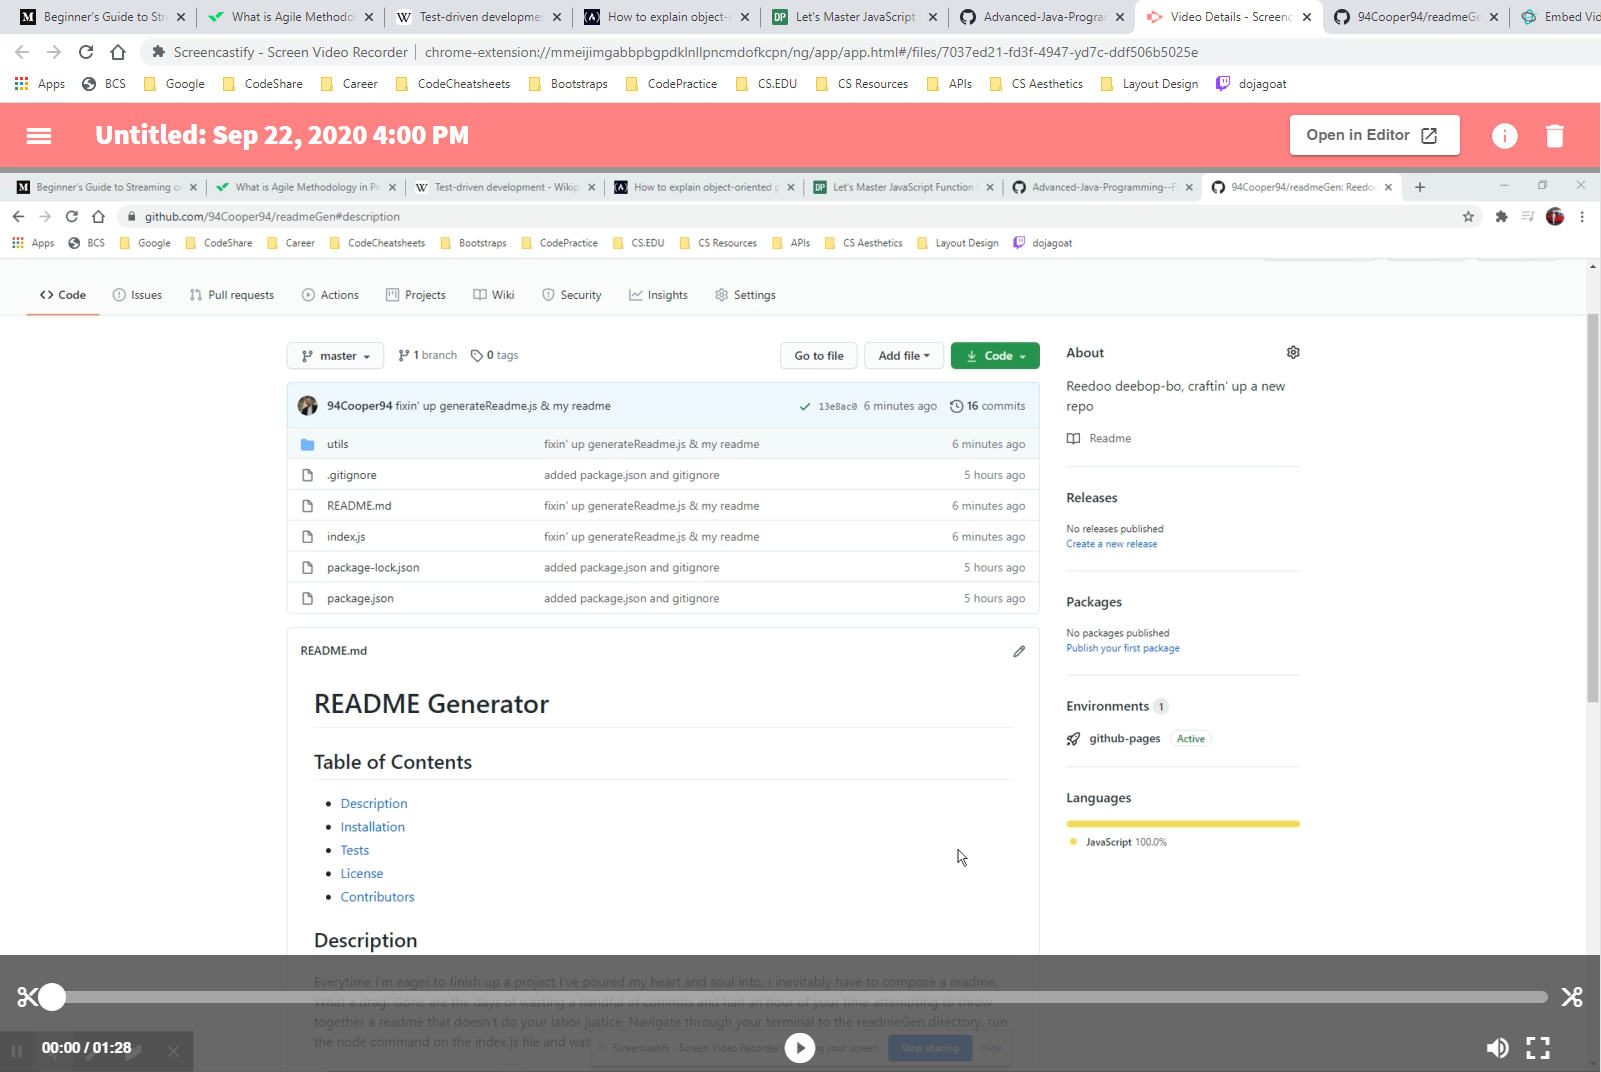 Beginner's Guide to Stre
What is Agile Methodolo
Test-driven developmen
How to explain object-o
Let's Master JavaScript
Advanced-Java-Program
Video Details - Screenc
94Cooper94/readmeGe
Embed Vid
Screencastify - Screen Video Recorder chrome-extension://mmeijimgabbpbgpdklnllpncmdofkcpn/ng/app/app.html#/files/7037ed21-fd3f-4947-yd7c-ddf506b5025e
Apps BCS Google CodeShare Career CodeCheatsheets Bootstraps CodePractice CS.EDU CS Resources APIs CS Aesthetics Layout Design dojagoat
Untitled: Sep 22, 2020 4:00 PM
Open in Editor
Beginner's Guide to Streaming o
What is Agile Methodology in P
Test-driven development - Wikip
How to explain object-oriented p
Let's Master JavaScript Function
Advanced-Java-Programming--F
94Cooper94/readmeGen: Reedoo
github.com/94Cooper94/readmeGen#description
Apps BCS Google CodeShare Career CodeCheatsheets Bootstraps CodePractice CS.EDU CS Resources APIs CS Aesthetics Layout Design dojagoat
Code Issues Pull requests Actions Projects Wiki Security Insights Settings
master 1 branch 0 tags Go to file Add file Code
94Cooper94 fixin' up generateReadme.js & my readme 13e8ac0 6 minutes ago 16 commits
utils fixin' up generateReadme.js & my readme 6 minutes ago
.gitignore added package.json and gitignore 5 hours ago
README.md fixin' up generateReadme.js & my readme 6 minutes ago
index.js fixin' up generateReadme.js & my readme 6 minutes ago
package-lock.json added package.json and gitignore 5 hours ago
package.json added package.json and gitignore 5 hours ago
About
Reedoo deebop-bo, craftin' up a new
repo
Readme
Releases
No releases published
Create a new release
Packages
No packages published
Publish your first package
Environments 1
github-pages Active
Languages
JavaScript 100.0%
README.md
README Generator
Table of Contents
Description
Installation
Tests
License
Contributors
Description
Everytime I'm eager to finish up a project I've poured my heart and soul into, I inevitably have to compose a readme.
What a drag! Gone are the days of wasting a handful of commits and half an hour of your time attempting to throw
together a readme that doesn't do your labor justice. Navigate through your terminal to the readmeGen directory, run
the node command on the index.js file and wat
Screencastify - Screen Video Recorder g your screen. Stop sharing Hide
00:00 / 01:28